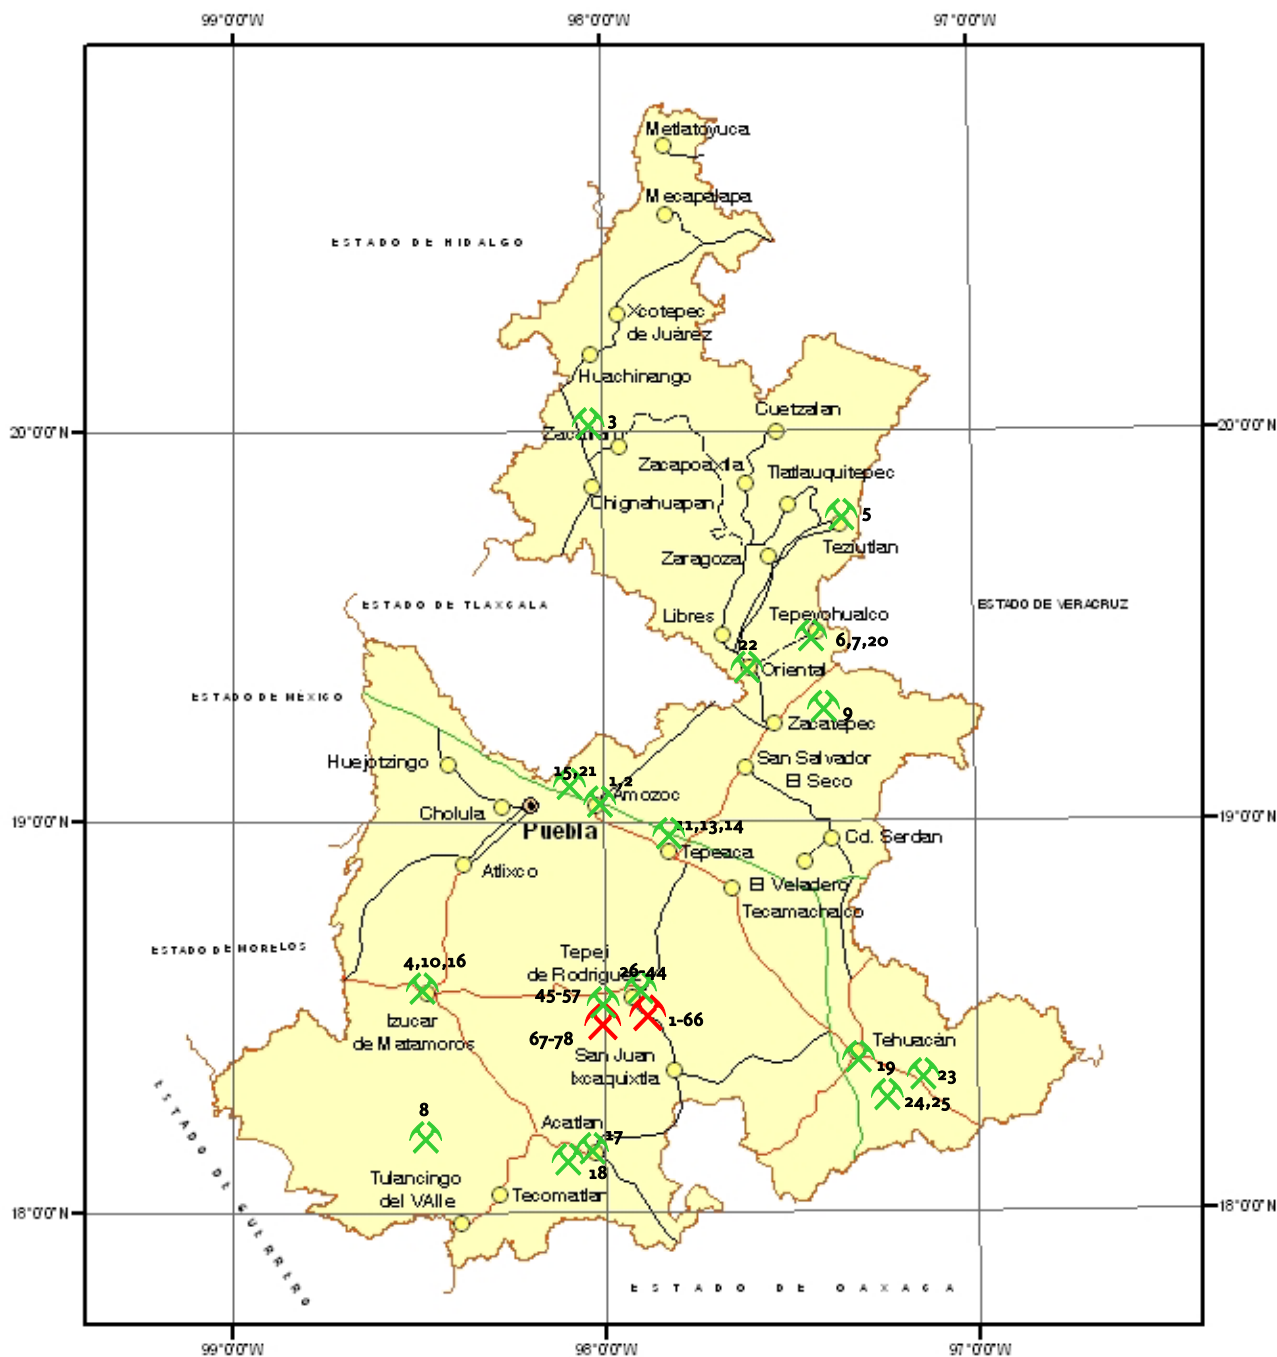 99°0'0"W 98°0'0"W 97°0'0"W
Metlatoyuca
Mecapalapa
ESTADO DE HIDALGO
Xcotepec
de Juárez
Huachinango
Cuetzalan
3
20°0'0"N
20°0'0"N
Zacapoaxtla
Tlatlauquitepec
Chignahuapan
5
Teziutlan
Zaragoza
ESTADO DE TLAXCALA
ESTADO DE VERACRUZ
Libres
Tepeyohualco
22
6,7,20
Oriental
ESTADO DE MÉXICO
9
Zacatepec
Huejotzingo
San Salvador
El Seco
15,21
1,2
Amozoc
Cholula
19°0'0"N
19°0'0"N
Puebla
11,13,14
Cd. Serdan
Tepeaca
Atlixco
El Veladero
Tecamachalco
ESTADO DE MORELOS
Tepeji
de Rodriguez
4,10,16
26-44
45-57
1-66
67-78
Izucar
de Matamoros
San Juan
Ixcaquixtla
Tehuacán
19
23
24,25
8
Acatlan
17
18
Tulancingo
del VAlle
Tecomatlan
18°0'0"N
18°0'0"N
ESTADO DE GUERRERO
ESTADO DE OAXACA
99°0'0"W 98°0'0"W 97°0'0"W